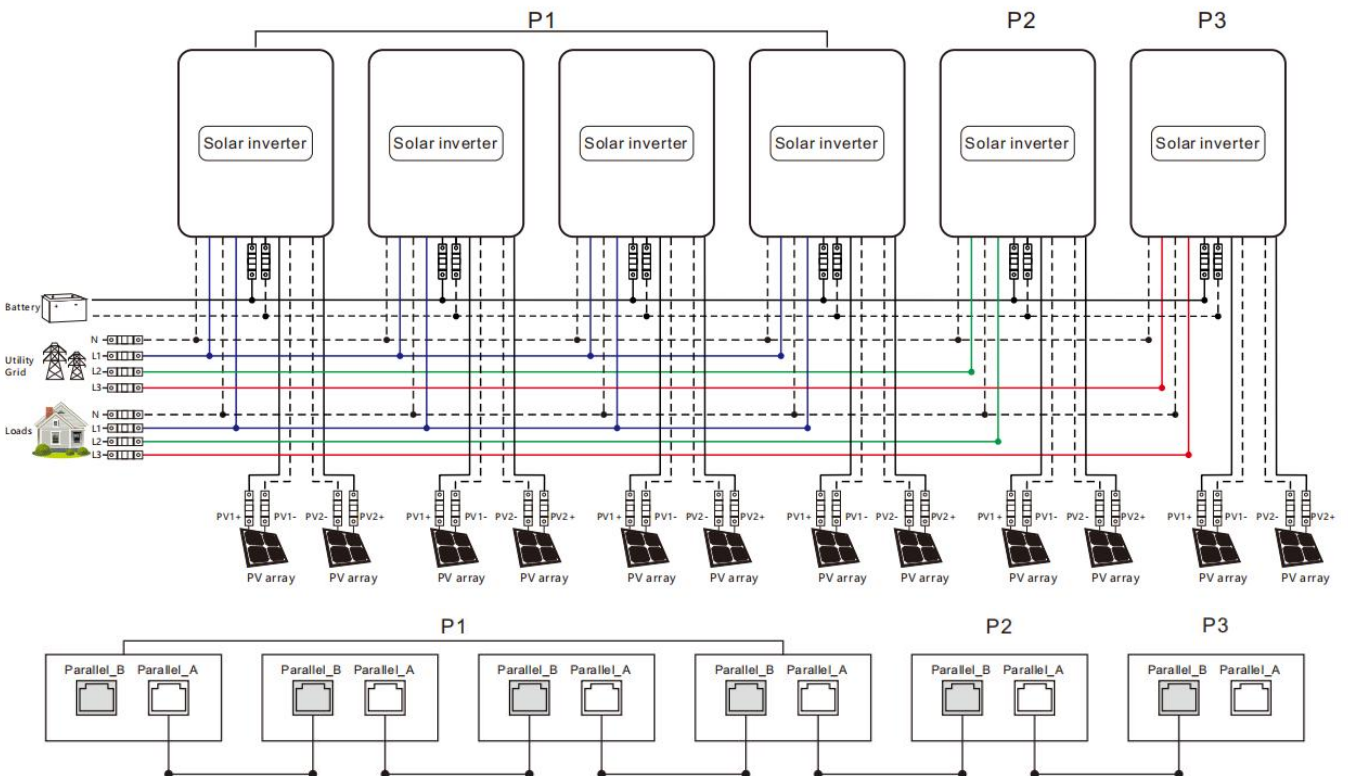 P1 P2 P3
Solar inverter Solar inverter Solar inverter Solar inverter Solar inverter Solar inverter
Battery
N
Utility Grid
L1
L2
L3
N
Loads
L1
L2
L3
PV1+ PV1- PV2- PV2+ PV1+ PV1- PV2- PV2+ PV1+ PV1- PV2- PV2+ PV1+ PV1- PV2- PV2+ PV1+ PV1- PV2- PV2+ PV1+ PV1- PV2- PV2+
PV array PV array PV array PV array PV array PV array PV array PV array PV array PV array PV array PV array
P1 P2 P3
Parallel_B Parallel_A Parallel_B Parallel_A Parallel_B Parallel_A Parallel_B Parallel_A Parallel_B Parallel_A Parallel_B Parallel_A